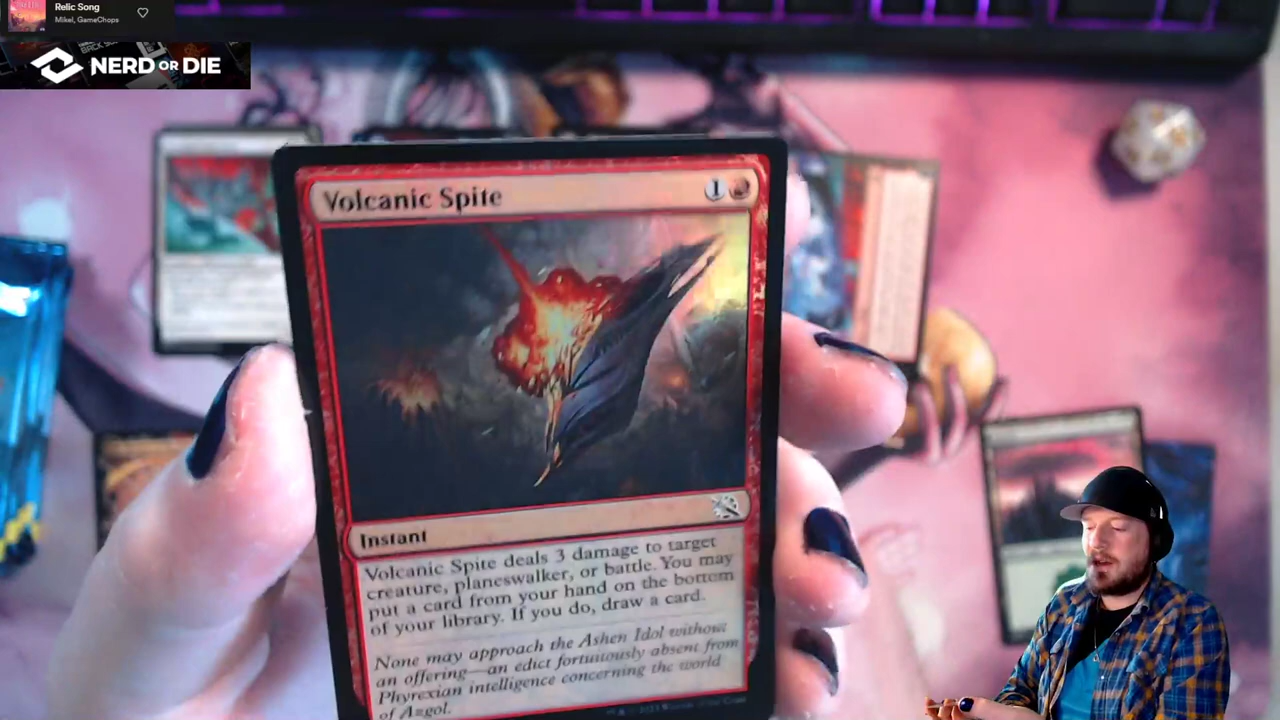 Relic Song
Mikel, GameChops
NERD OR DIE
Volcanic Spite
1
Instant
Volcanic Spite deals 3 damage to target
creature, planeswalker, or battle. You may
put a card from your hand on the bottom
of your library. If you do, draw a card.
None may approach the Ashen Idol without
an offering—an edict fortuitously absent from
Phyrexian intelligence concerning the world
of Azgol.